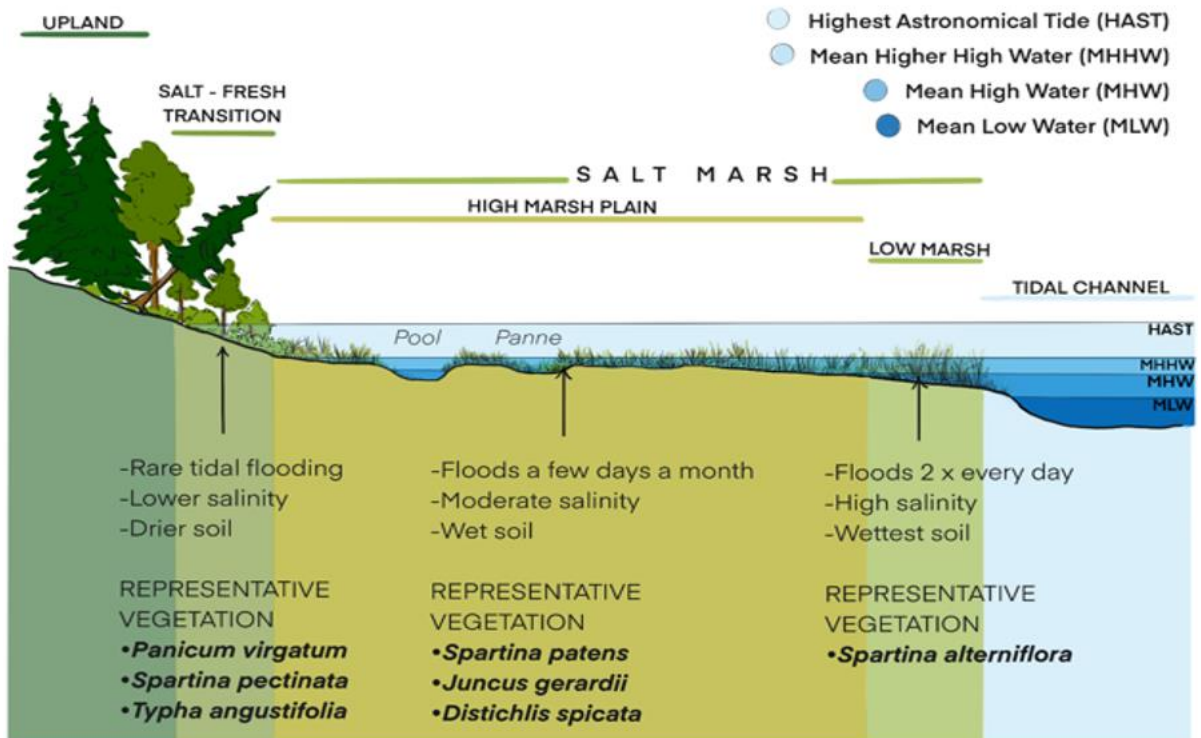 UPLAND
SALT - FRESH
TRANSITION
Highest Astronomical Tide (HAST)
Mean Higher High Water (MHHW)
Mean High Water (MHW)
Mean Low Water (MLW)
SALT MARSH
HIGH MARSH PLAIN
LOW MARSH
TIDAL CHANNEL
Pool
Panne
HAST
MHHW
MHW
MLW
-Rare tidal flooding
-Lower salinity
-Drier soil
REPRESENTATIVE
VEGETATION
•Panicum virgatum
•Spartina pectinata
•Typha angustifolia
-Floods a few days a month
-Moderate salinity
-Wet soil
REPRESENTATIVE
VEGETATION
•Spartina patens
•Juncus gerardii
•Distichlis spicata
-Floods 2 x every day
-High salinity
-Wettest soil
REPRESENTATIVE
VEGETATION
•Spartina alterniflora